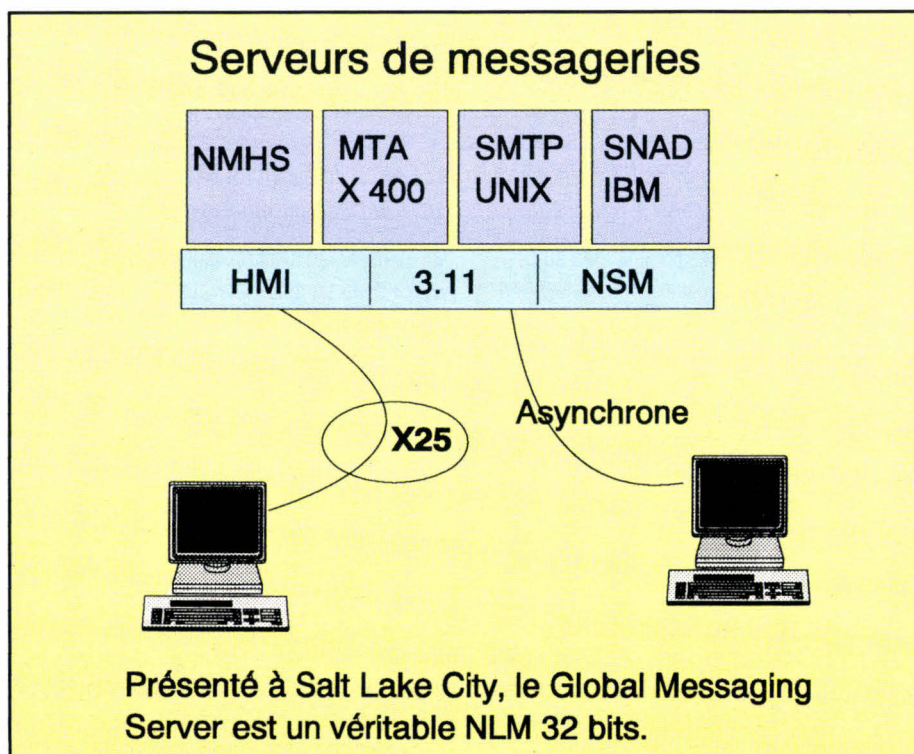 Serveurs de messageries
NMHS
MTA
X 400
SMTP
UNIX
SNAD
IBM
HMI
3.11
NSM
X25
Asynchrone
Présenté à Salt Lake City, le Global Messaging
Server est un véritable NLM 32 bits.